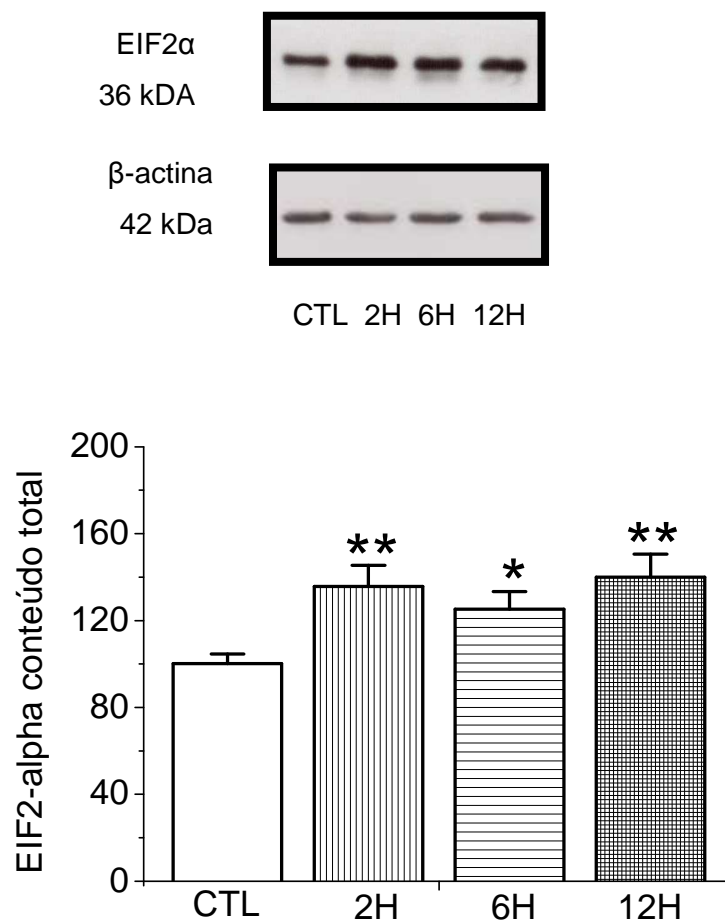 EIF2α
36 kDA
β-actina
42 kDa
CTL 2H 6H 12H
EIF2-alpha conteúdo total
200
160
120
80
40
0
**
*
**
CTL 2H 6H 12H